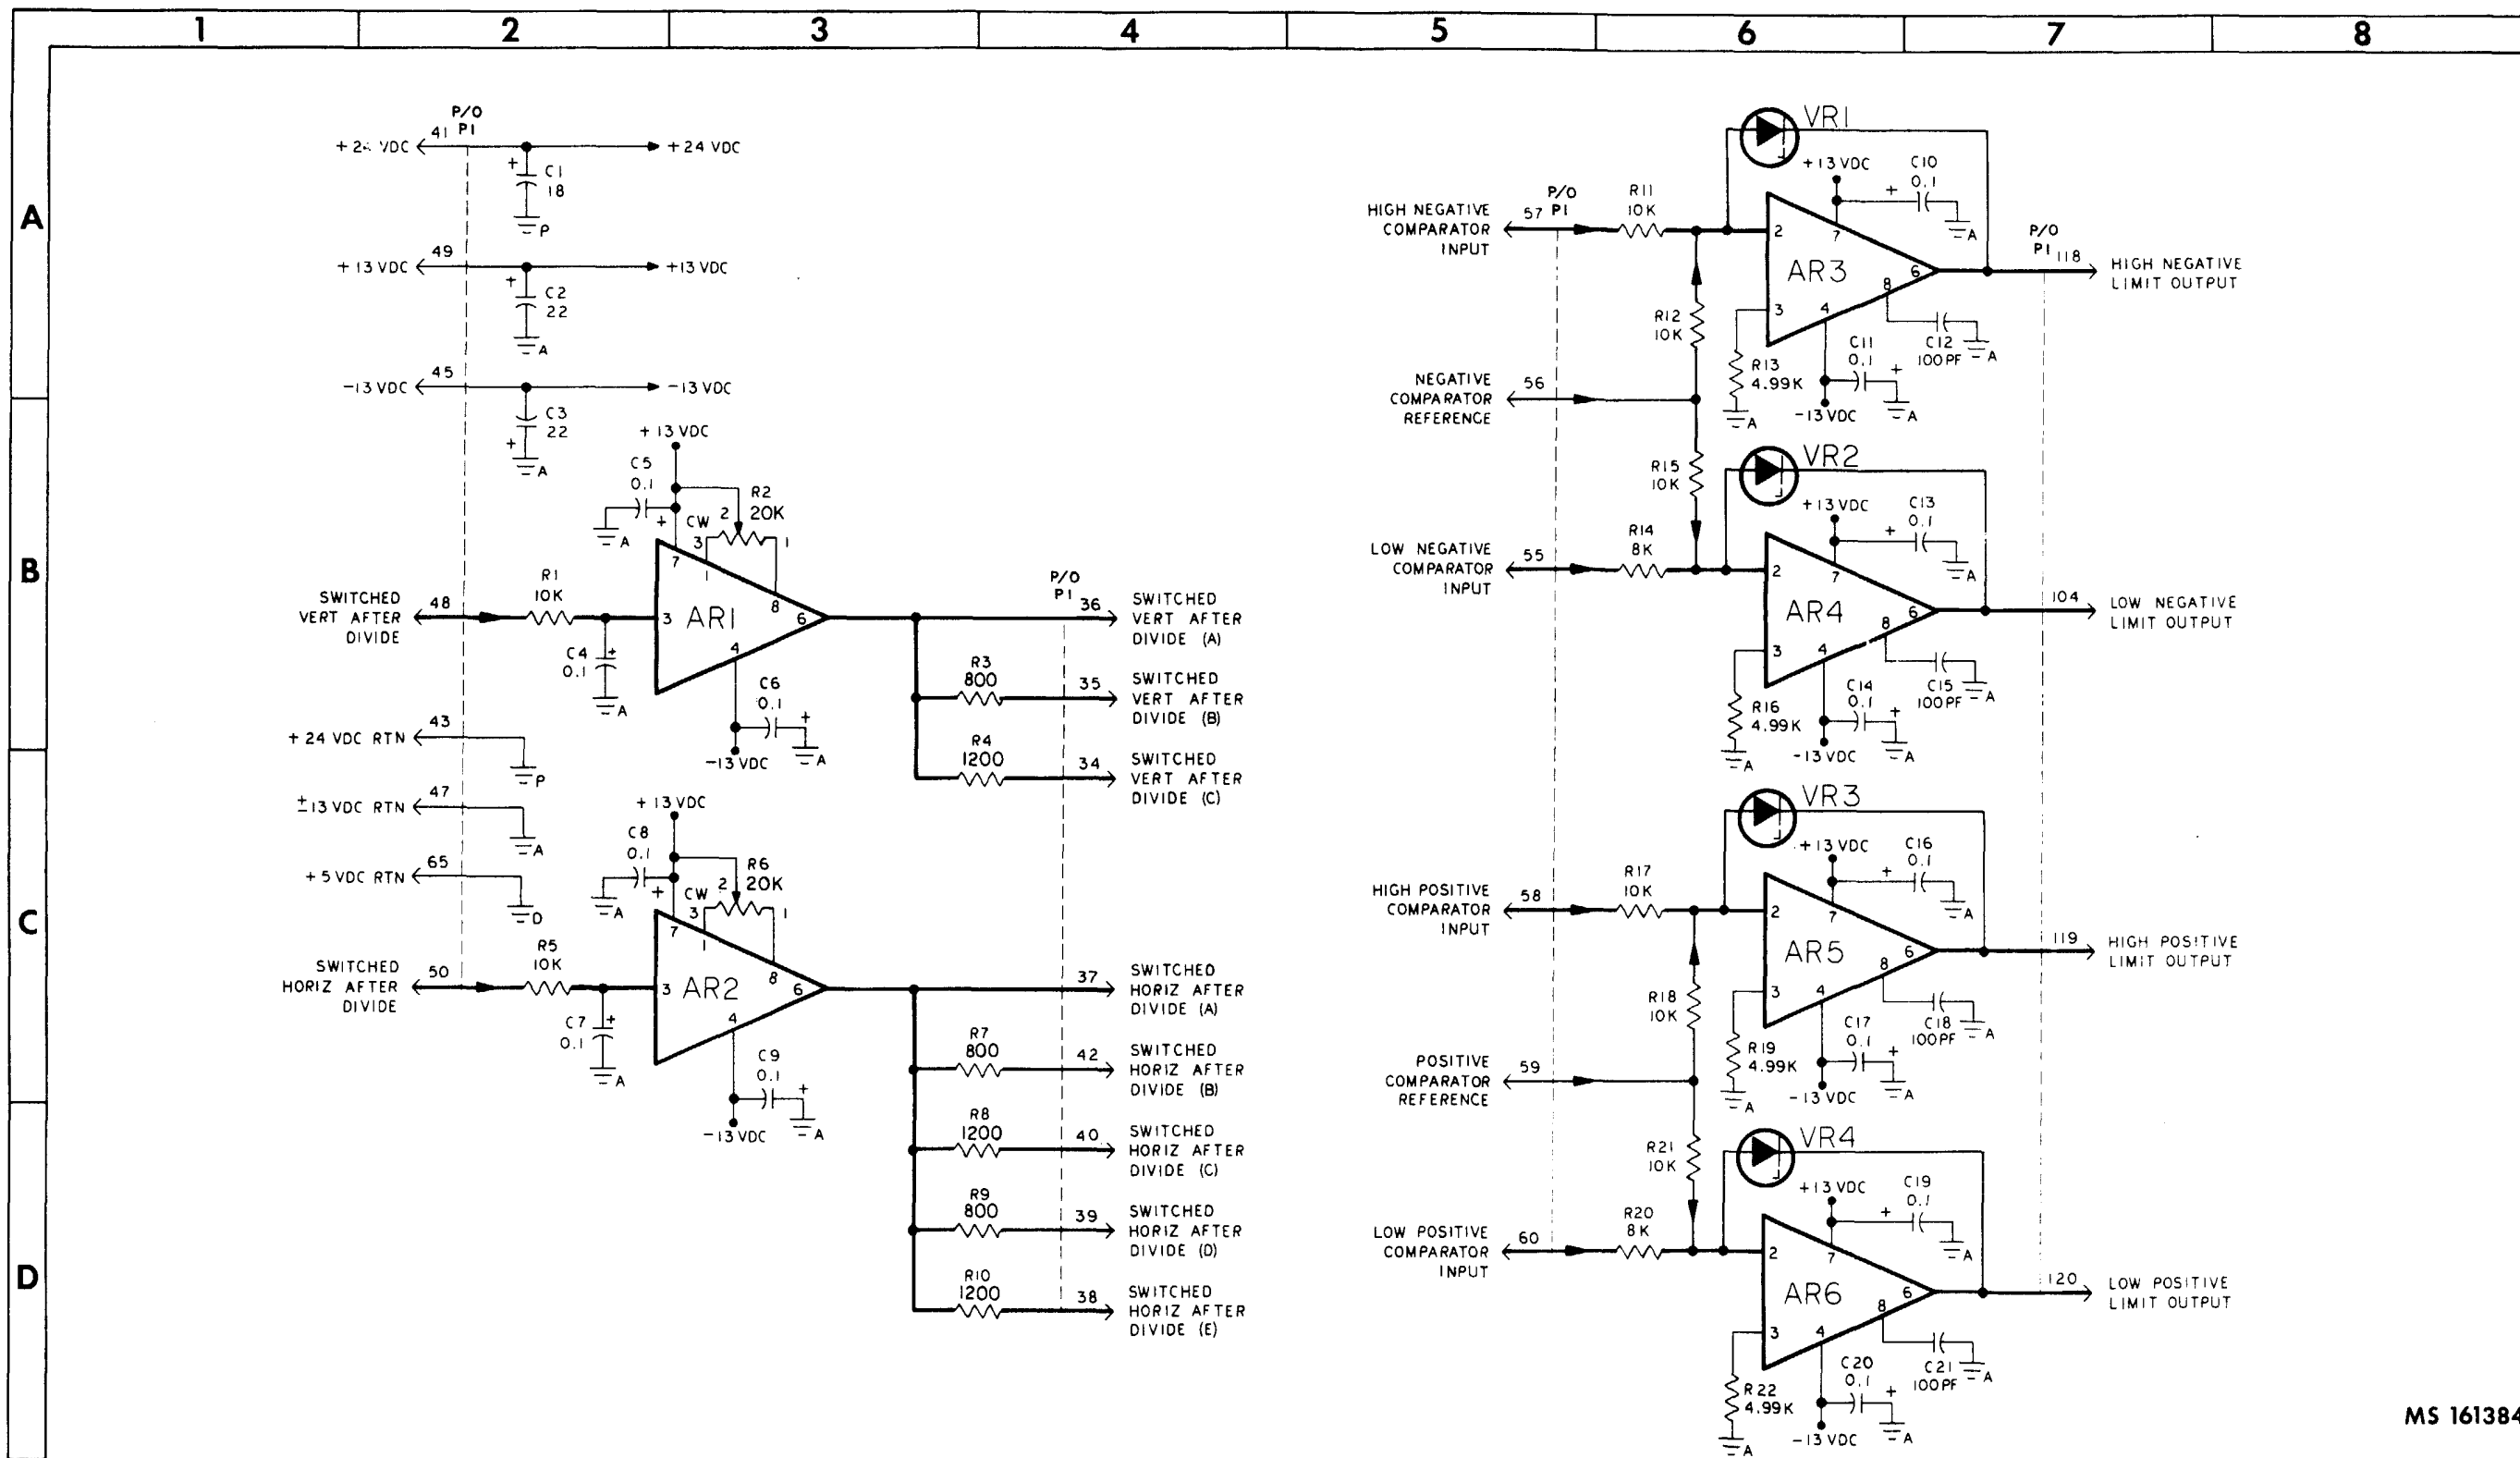 1 2 3 4 5 6 7 8
A
B
C
D
P/O
P1
41
+24 VDC
+24 VDC
+
C1
18
P
49
+13 VDC
+13 VDC
+
C2
22
A
45
-13 VDC
-13 VDC
C3
22
+
A
+13 VDC
C5
0.1
+
A
R2
20K
CW
2
3
1
7
1
8
SWITCHED
VERT AFTER
DIVIDE
48
R1
10K
C4
0.1
+
A
3
AR1
6
4
C6
0.1
+
A
-13 VDC
P/O
P1
36
SWITCHED
VERT AFTER
DIVIDE (A)
R3
800
35
SWITCHED
VERT AFTER
DIVIDE (B)
R4
1200
34
SWITCHED
VERT AFTER
DIVIDE (C)
+24 VDC RTN
43
P
±13 VDC RTN
47
A
+5 VDC RTN
65
D
+13 VDC
C8
0.1
+
A
R6
20K
CW
2
3
1
7
1
8
SWITCHED
HORIZ AFTER
DIVIDE
50
R5
10K
C7
0.1
+
A
3
AR2
6
4
C9
0.1
+
A
-13 VDC
37
SWITCHED
HORIZ AFTER
DIVIDE (A)
R7
800
42
SWITCHED
HORIZ AFTER
DIVIDE (B)
R8
1200
40
SWITCHED
HORIZ AFTER
DIVIDE (C)
R9
800
39
SWITCHED
HORIZ AFTER
DIVIDE (D)
R10
1200
38
SWITCHED
HORIZ AFTER
DIVIDE (E)
VR1
+13 VDC
C10
0.1
+
A
HIGH NEGATIVE
COMPARATOR
INPUT
57
P/O
P1
R11
10K
2
7
AR3
6
8
3
4
R12
10K
R13
4.99K
A
C11
0.1
+
A
-13 VDC
C12
100PF
A
P/O
P1
118
HIGH NEGATIVE
LIMIT OUTPUT
NEGATIVE
COMPARATOR
REFERENCE
56
R15
10K
VR2
+13 VDC
C13
0.1
+
A
LOW NEGATIVE
COMPARATOR
INPUT
55
R14
8K
2
7
AR4
6
8
3
4
R16
4.99K
A
C14
0.1
+
A
-13 VDC
C15
100PF
A
104
LOW NEGATIVE
LIMIT OUTPUT
VR3
+13 VDC
C16
0.1
+
A
HIGH POSITIVE
COMPARATOR
INPUT
58
R17
10K
2
7
AR5
6
8
3
4
R18
10K
R19
4.99K
A
C17
0.1
+
A
-13 VDC
C18
100PF
A
119
HIGH POSITIVE
LIMIT OUTPUT
POSITIVE
COMPARATOR
REFERENCE
59
R21
10K
VR4
+13 VDC
C19
0.1
+
A
LOW POSITIVE
COMPARATOR
INPUT
60
R20
8K
2
7
AR6
6
8
3
4
R22
4.99K
A
C20
0.1
+
A
-13 VDC
C21
100PF
A
120
LOW POSITIVE
LIMIT OUTPUT
MS 161384